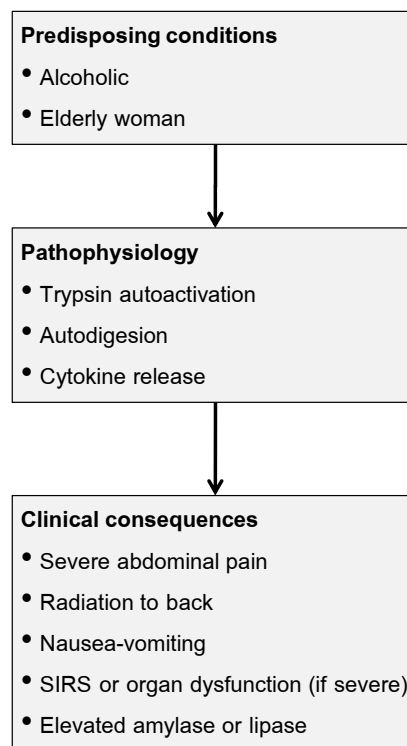 Predisposing conditions
• Alcoholic
• Elderly woman
Pathophysiology
• Trypsin autoactivation
• Autodigesion
• Cytokine release
Clinical consequences
• Severe abdominal pain
• Radiation to back
• Nausea-vomiting
• SIRS or organ dysfunction (if severe)
• Elevated amylase or lipase